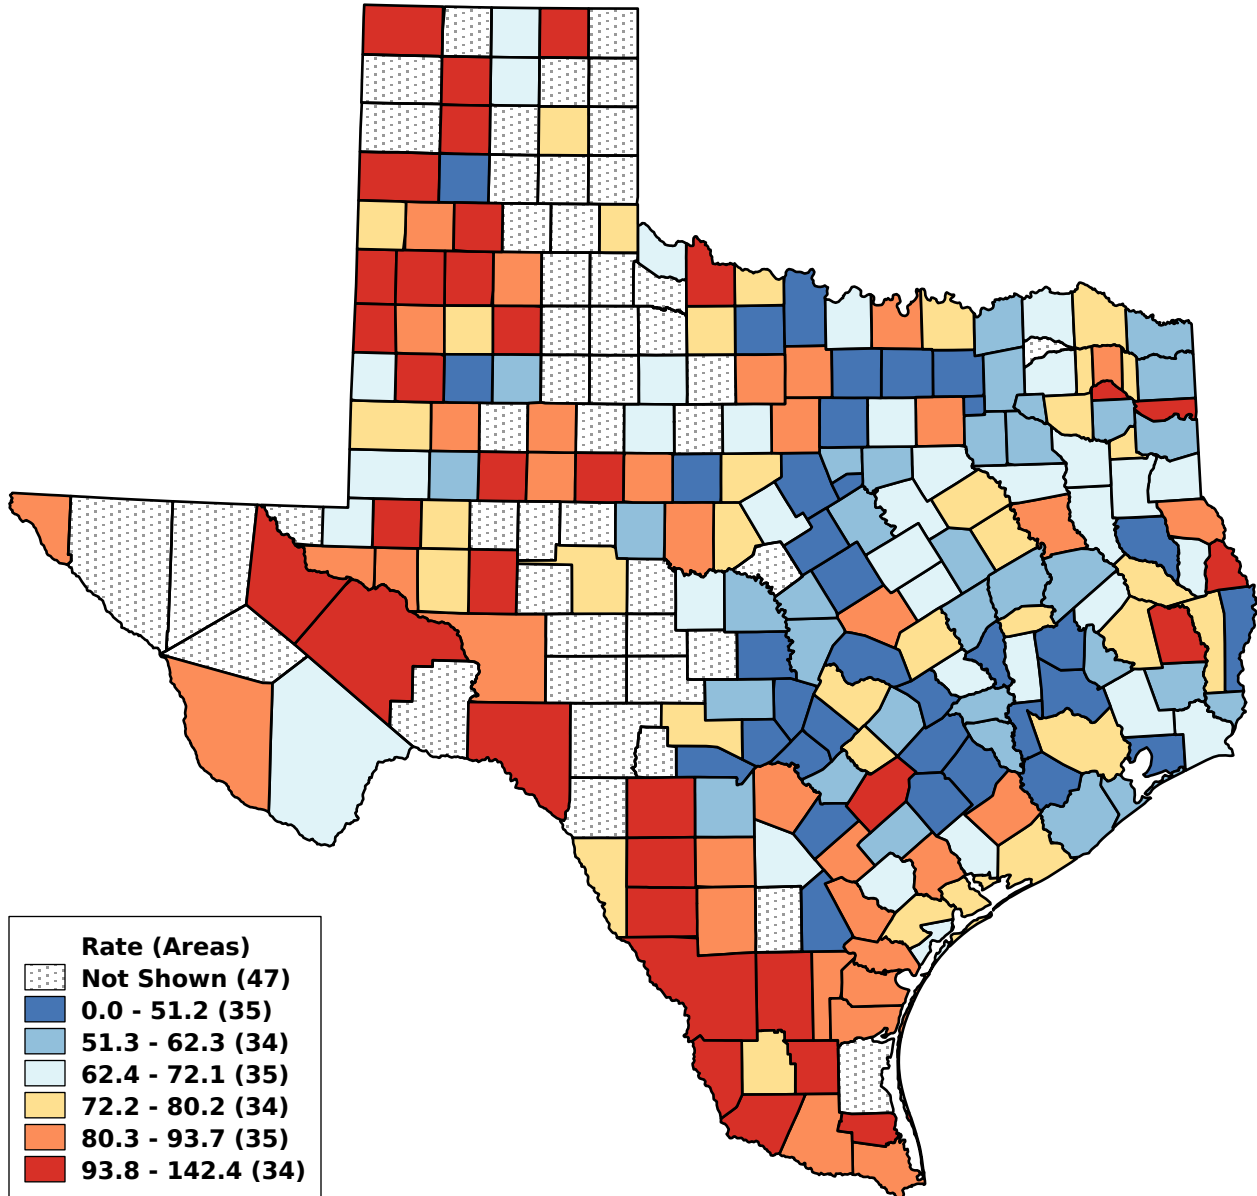 Rate (Areas)
Not Shown (47)
0.0 - 51.2 (35)
51.3 - 62.3 (34)
62.4 - 72.1 (35)
72.2 - 80.2 (34)
80.3 - 93.7 (35)
93.8 - 142.4 (34)